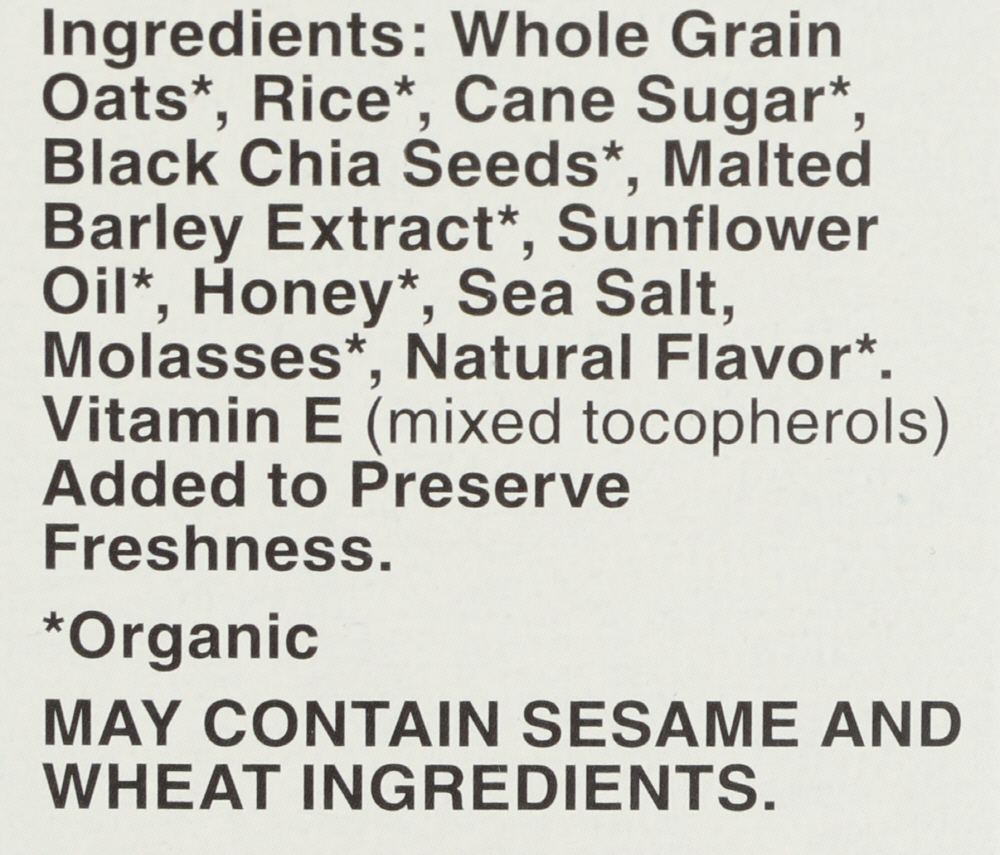 Ingredients: Whole Grain
Oats*, Rice*, Cane Sugar*,
Black Chia Seeds*, Malted
Barley Extract*, Sunflower
Oil*, Honey*, Sea Salt,
Molasses*, Natural Flavor*.
Vitamin E (mixed tocopherols)
Added to Preserve
Freshness.
*Organic
MAY CONTAIN SESAME AND
WHEAT INGREDIENTS.